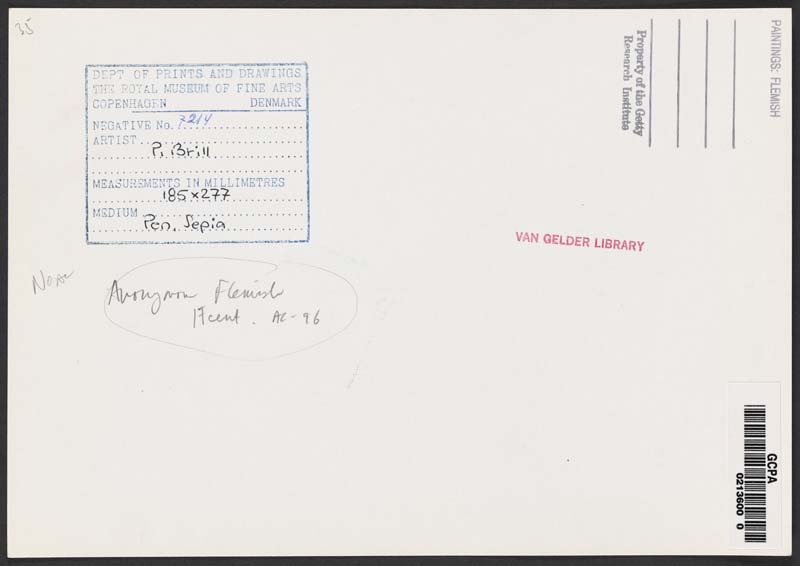 35
DEPT OF PRINTS AND DRAWINGS
THE ROYAL MUSEUM OF FINE ARTS
COPENHAGEN DENMARK
NEGATIVE No. 7214
ARTIST P. Brill
MEASUREMENTS IN MILLIMETRES
185×277
MEDIUM
Pen. Sepia
Anonymous Flemish
17cent. AC-96
VAN GELDER LIBRARY
Property of the Getty
Research Institute
PAINTINGS: FLEMISH
GCPA
0213600 0